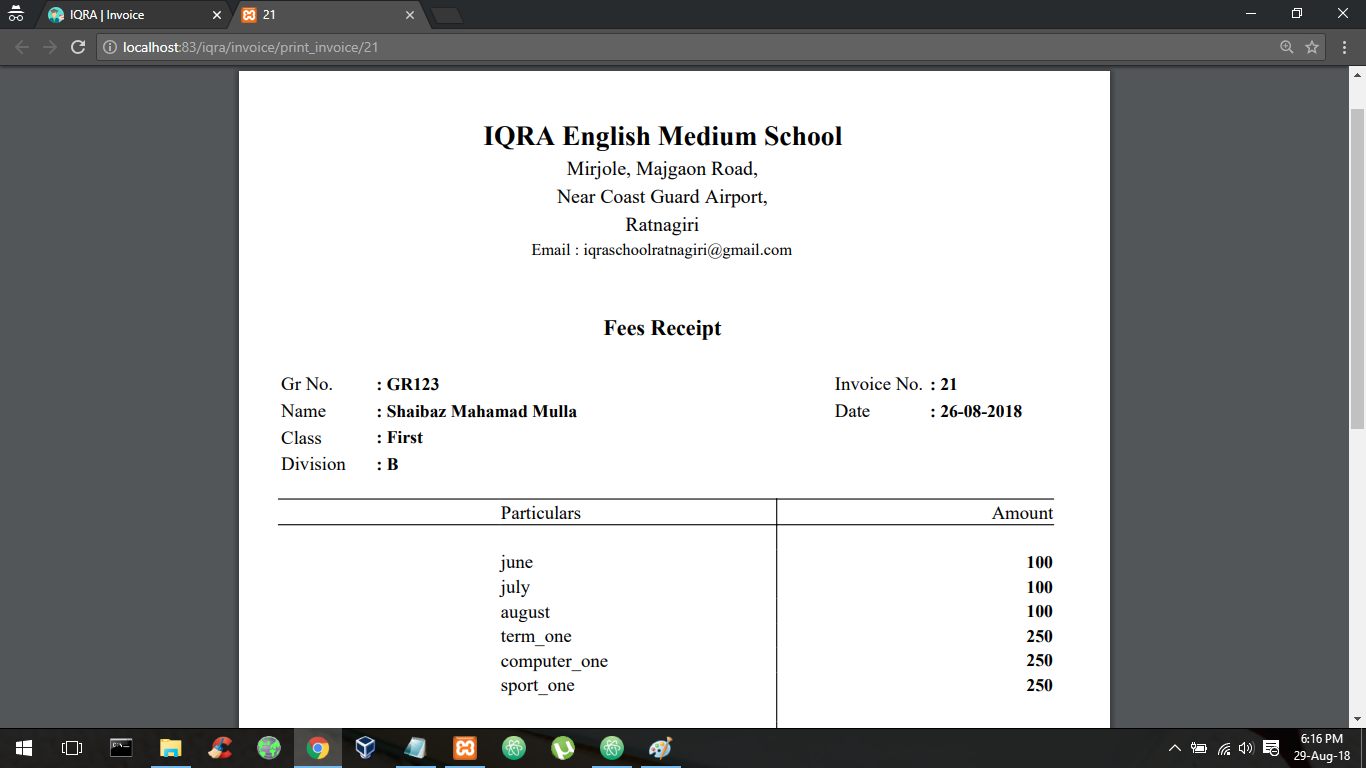 IQRA | Invoice
21
localhost:83/iqra/invoice/print_invoice/21
IQRA English Medium School
Mirjole, Majgaon Road,
Near Coast Guard Airport,
Ratnagiri
Email : iqraschoolratnagiri@gmail.com
Fees Receipt
Gr No. : GR123 Invoice No. : 21
Name : Shaibaz Mahamad Mulla Date : 26-08-2018
Class : First
Division : B
Particulars Amount
june 100
july 100
august 100
term_one 250
computer_one 250
sport_one 250
6:16 PM
29-Aug-18